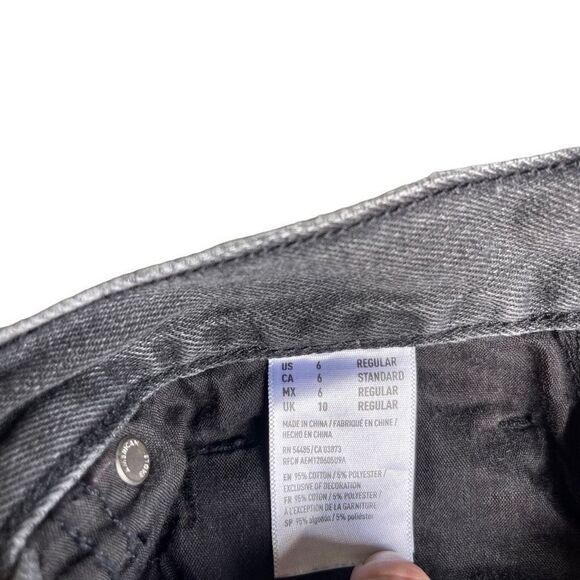 US 6 REGULAR
CA 6 STANDARD
MX 6 REGULAR
UK 10 REGULAR
MADE IN CHINA / FABRIQUÉ EN CHINE /
HECHO EN CHINA
RN 54485/CA 03873
RFC# AEM1206050U9A
EN 95% COTTON / 5% POLYESTER /
EXCLUSIVE OF DECORATION
FR 95% COTON / 5% POLYESTER /
À L'EXCEPTION DE LA GARNITURE
SP 95% algodón / 5% poliéster